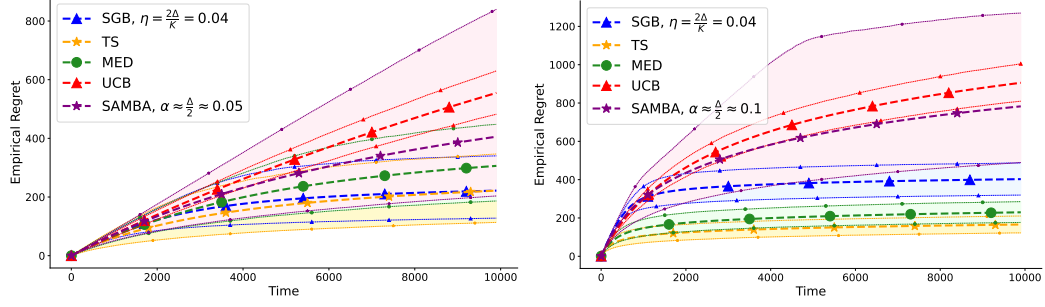 800
600
400
200
0
Empirical Regret
SGB, η = 2Δ/K = 0.04
TS
MED
UCB
SAMBA, α ≈ Δ/2 ≈ 0.05
0 2000 4000 6000 8000 10000
Time
1200
1000
800
600
400
200
0
Empirical Regret
SGB, η = 2Δ/K = 0.04
TS
MED
UCB
SAMBA, α ≈ Δ/2 ≈ 0.1
0 2000 4000 6000 8000 10000
Time